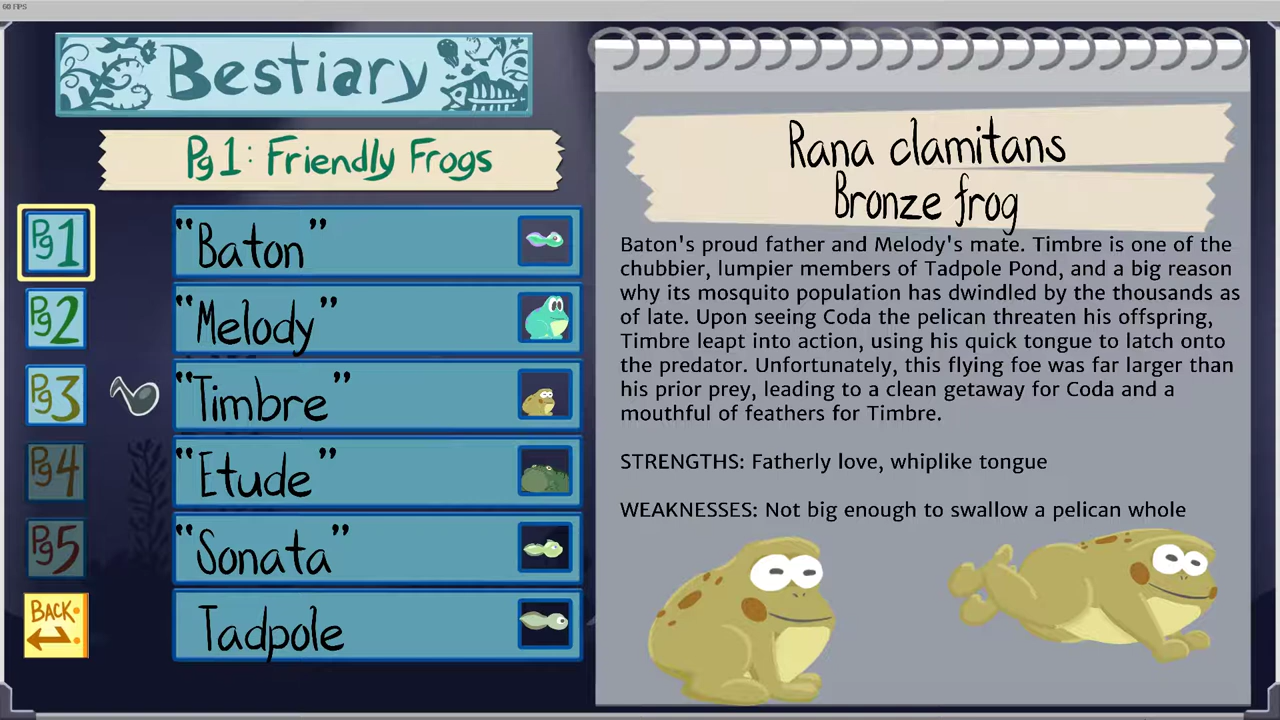 60 FPS
Bestiary
Pg 1: Friendly Frogs
Pg1
Pg2
Pg3
Pg4
Pg5
BACK
"Baton"
"Melody"
"Timbre"
"Etude"
"Sonata"
Tadpole
Rana clamitans
Bronze frog
Baton's proud father and Melody's mate. Timbre is one of the
chubbier, lumpier members of Tadpole Pond, and a big reason
why its mosquito population has dwindled by the thousands as
of late. Upon seeing Coda the pelican threaten his offspring,
Timbre leapt into action, using his quick tongue to latch onto
the predator. Unfortunately, this flying foe was far larger than
his prior prey, leading to a clean getaway for Coda and a
mouthful of feathers for Timbre.
STRENGTHS: Fatherly love, whiplike tongue
WEAKNESSES: Not big enough to swallow a pelican whole